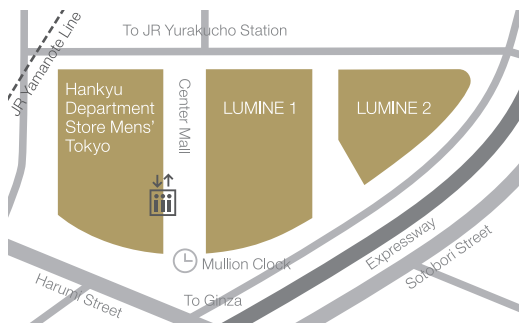 To JR Yurakucho Station
JR Yamanote Line
Hankyu
Department
Store Mens'
Tokyo
Center Mall
LUMINE 1
LUMINE 2
Mullion Clock
Expressway
Sotobori Street
Harumi Street
To Ginza